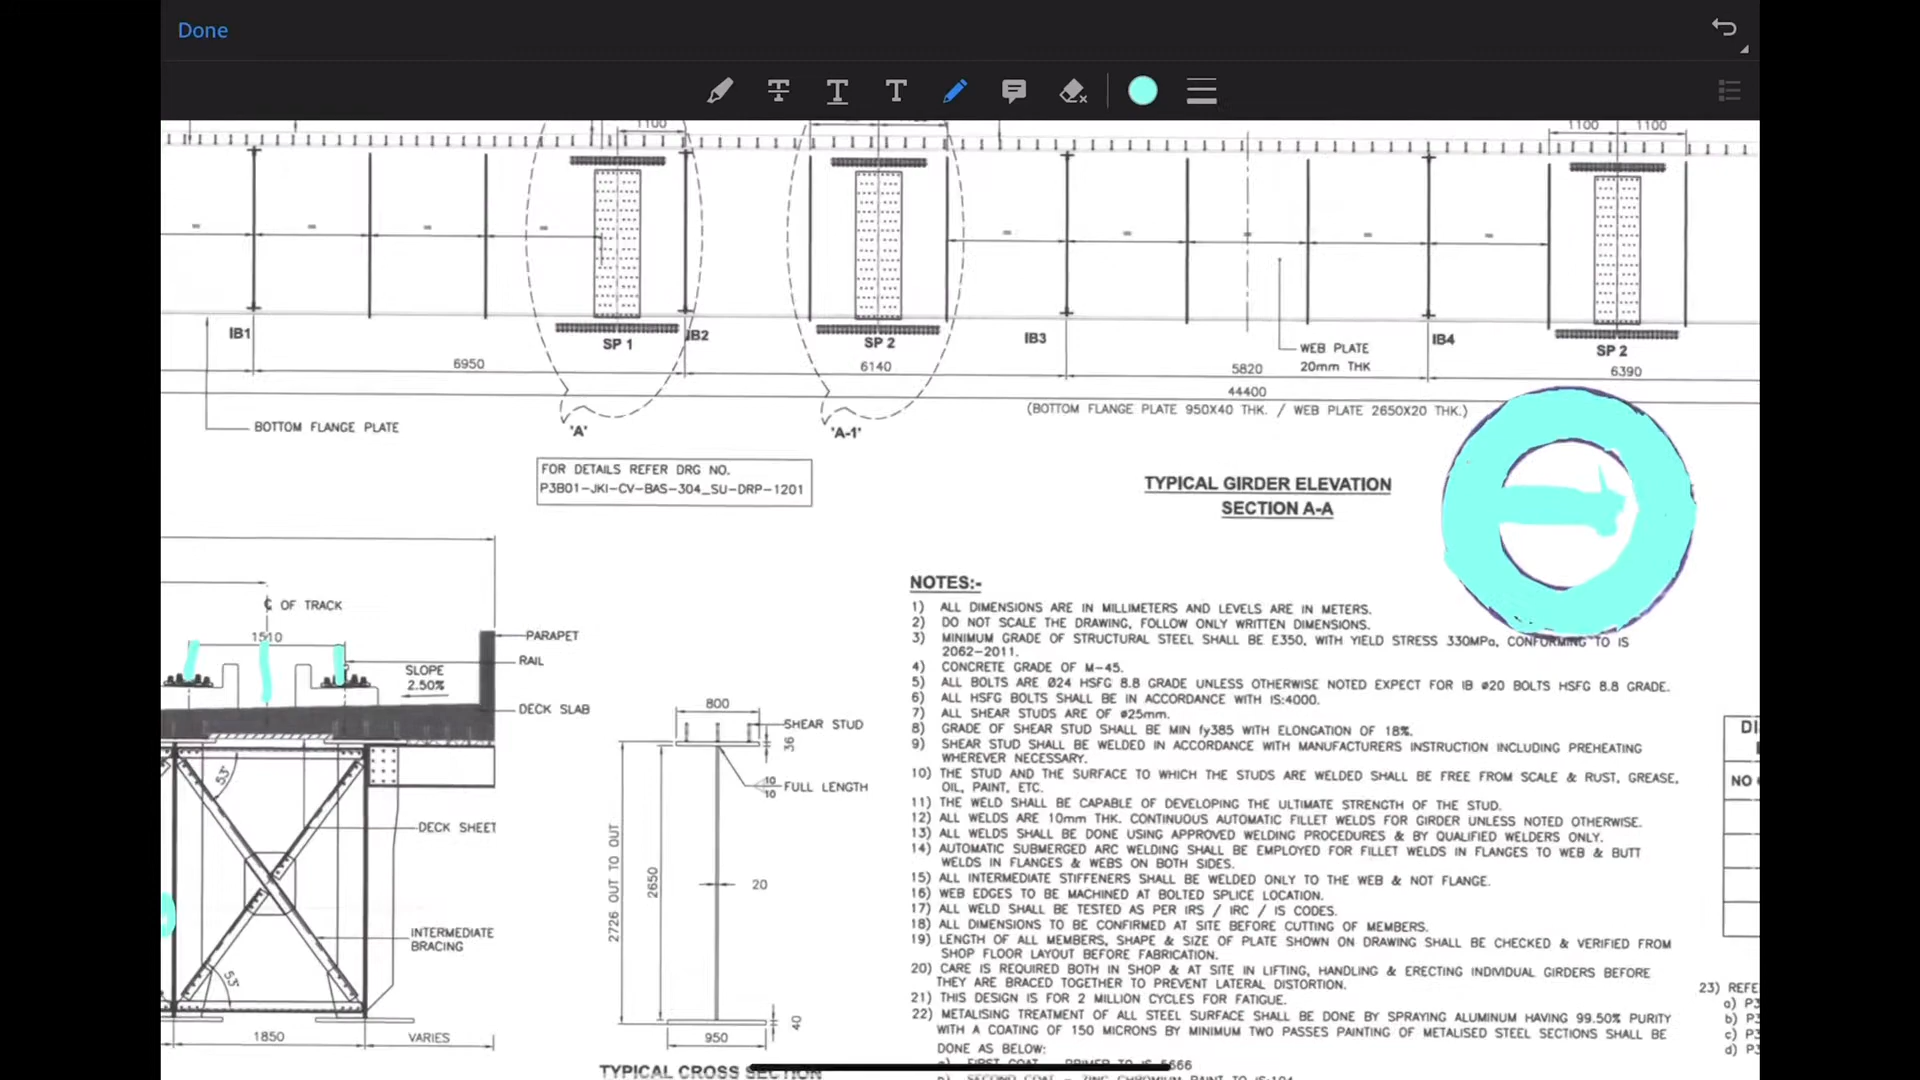 Done
1100
1100
1100
IB1
SP 1
IB2
SP 2
IB3
IB4
SP 2
WEB PLATE
20mm THK
6950
6140
5820
6390
44400
(BOTTOM FLANGE PLATE 950X40 THK. / WEB PLATE 2650X20 THK.)
BOTTOM FLANGE PLATE
'A'
'A-1'
FOR DETAILS REFER DRG NO.
P3B01-JKI-CV-BAS-304_SU-DRP-1201
TYPICAL GIRDER ELEVATION
SECTION A-A
℄ OF TRACK
1510
PARAPET
RAIL
SLOPE
2.50%
DECK SLAB
53°
DECK SHEET
INTERMEDIATE
BRACING
53°
1850
VARIES
800
SHEAR STUD
36
10
10
FULL LENGTH
2726 OUT TO OUT
2650
20
40
950
TYPICAL CROSS SECTION
NOTES:-
1) ALL DIMENSIONS ARE IN MILLIMETERS AND LEVELS ARE IN METERS.
2) DO NOT SCALE THE DRAWING, FOLLOW ONLY WRITTEN DIMENSIONS.
3) MINIMUM GRADE OF STRUCTURAL STEEL SHALL BE E350, WITH YIELD STRESS 330MPa, CONFORMING TO IS
2062-2011.
4) CONCRETE GRADE OF M-45.
5) ALL BOLTS ARE Ø24 HSFG 8.8 GRADE UNLESS OTHERWISE NOTED EXPECT FOR IB ø20 BOLTS HSFG 8.8 GRADE.
6) ALL HSFG BOLTS SHALL BE IN ACCORDANCE WITH IS:4000.
7) ALL SHEAR STUDS ARE OF ø25mm.
8) GRADE OF SHEAR STUD SHALL BE MIN fy385 WITH ELONGATION OF 18%.
9) SHEAR STUD SHALL BE WELDED IN ACCORDANCE WITH MANUFACTURERS INSTRUCTION INCLUDING PREHEATING
WHEREVER NECESSARY.
10) THE STUD AND THE SURFACE TO WHICH THE STUDS ARE WELDED SHALL BE FREE FROM SCALE & RUST, GREASE,
OIL, PAINT, ETC.
11) THE WELD SHALL BE CAPABLE OF DEVELOPING THE ULTIMATE STRENGTH OF THE STUD.
12) ALL WELDS ARE 10mm THK. CONTINUOUS AUTOMATIC FILLET WELDS FOR GIRDER UNLESS NOTED OTHERWISE.
13) ALL WELDS SHALL BE DONE USING APPROVED WELDING PROCEDURES & BY QUALIFIED WELDERS ONLY.
14) AUTOMATIC SUBMERGED ARC WELDING SHALL BE EMPLOYED FOR FILLET WELDS IN FLANGES TO WEB & BUTT
WELDS IN FLANGES & WEBS ON BOTH SIDES.
15) ALL INTERMEDIATE STIFFENERS SHALL BE WELDED ONLY TO THE WEB & NOT FLANGE.
16) WEB EDGES TO BE MACHINED AT BOLTED SPLICE LOCATION.
17) ALL WELD SHALL BE TESTED AS PER IRS / IRC / IS CODES.
18) ALL DIMENSIONS TO BE CONFIRMED AT SITE BEFORE CUTTING OF MEMBERS.
19) LENGTH OF ALL MEMBERS, SHAPE & SIZE OF PLATE SHOWN ON DRAWING SHALL BE CHECKED & VERIFIED FROM
SHOP FLOOR LAYOUT BEFORE FABRICATION.
20) CARE IS REQUIRED BOTH IN SHOP & AT SITE IN LIFTING, HANDLING & ERECTING INDIVIDUAL GIRDERS BEFORE
THEY ARE BRACED TOGETHER TO PREVENT LATERAL DISTORTION.
21) THIS DESIGN IS FOR 2 MILLION CYCLES FOR FATIGUE.
22) METALISING TREATMENT OF ALL STEEL SURFACE SHALL BE DONE BY SPRAYING ALUMINUM HAVING 99.50% PURITY
WITH A COATING OF 150 MICRONS BY MINIMUM TWO PASSES PAINTING OF METALISED STEEL SECTIONS SHALL BE
DONE AS BELOW:
NO
23) REFE
a) P3
b) P3
c) P3
d) P3